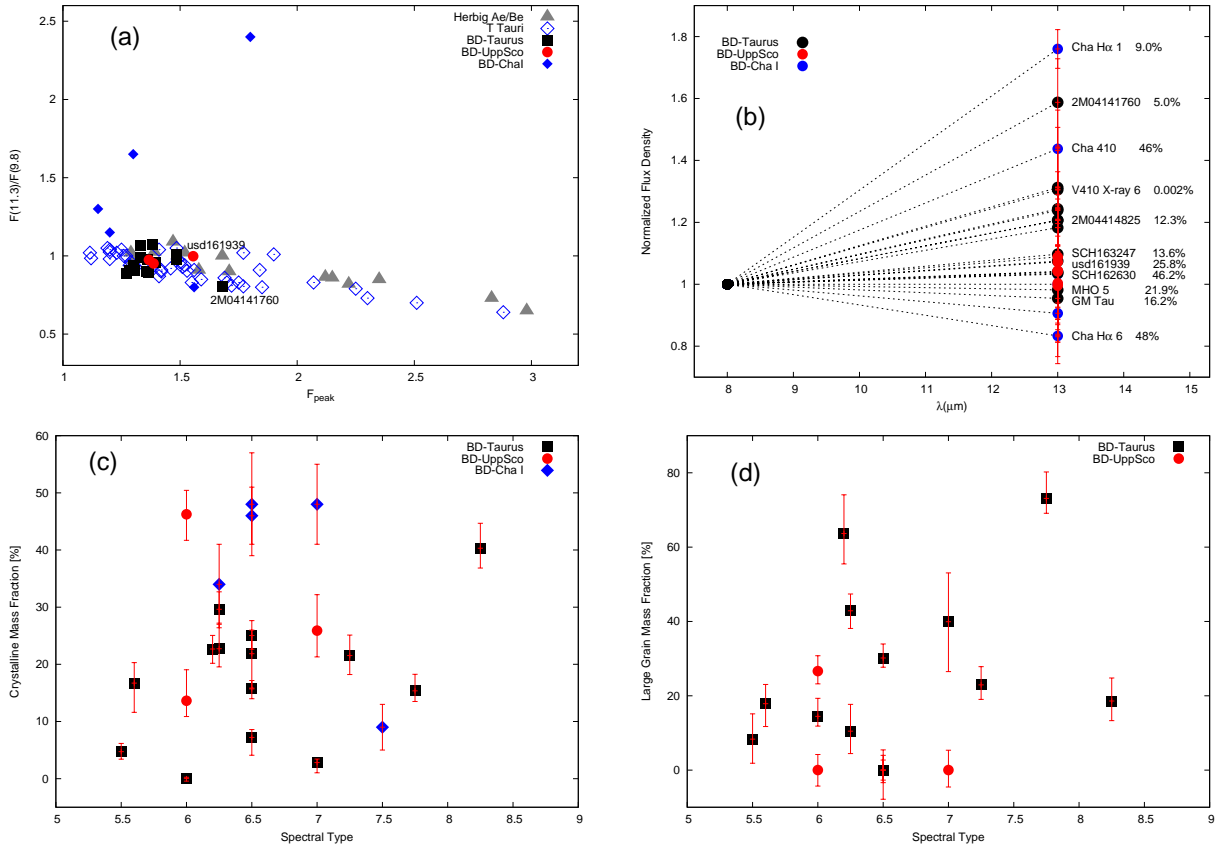 (a)
Herbig Ae/Be
T Tauri
BD-Taurus
BD-UppSco
BD-ChaI
usd161939
2M04141760
F(11.3)/F(9.8)
2.5
2
1.5
1
0.5
1
1.5
2
2.5
3
F_peak
(b)
BD-Taurus
BD-UppSco
BD-Cha I
Cha Hα 1 9.0%
2M04141760 5.0%
Cha 410 46%
V410 X-ray 6 0.002%
2M04414825 12.3%
SCH163247 13.6%
usd161939 25.8%
SCH162630 46.2%
MHO 5 21.9%
GM Tau 16.2%
Cha Hα 6 48%
Normalized Flux Density
1.8
1.6
1.4
1.2
1.0
0.8
8
9
10
11
12
13
14
15
λ(μm)
(c)
BD-Taurus
BD-UppSco
BD-Cha I
Crystalline Mass Fraction [%]
60
50
40
30
20
10
0
5
5.5
6
6.5
7
7.5
8
8.5
9
Spectral Type
(d)
BD-Taurus
BD-UppSco
Large Grain Mass Fraction [%]
80
60
40
20
0
5
5.5
6
6.5
7
7.5
8
8.5
9
Spectral Type